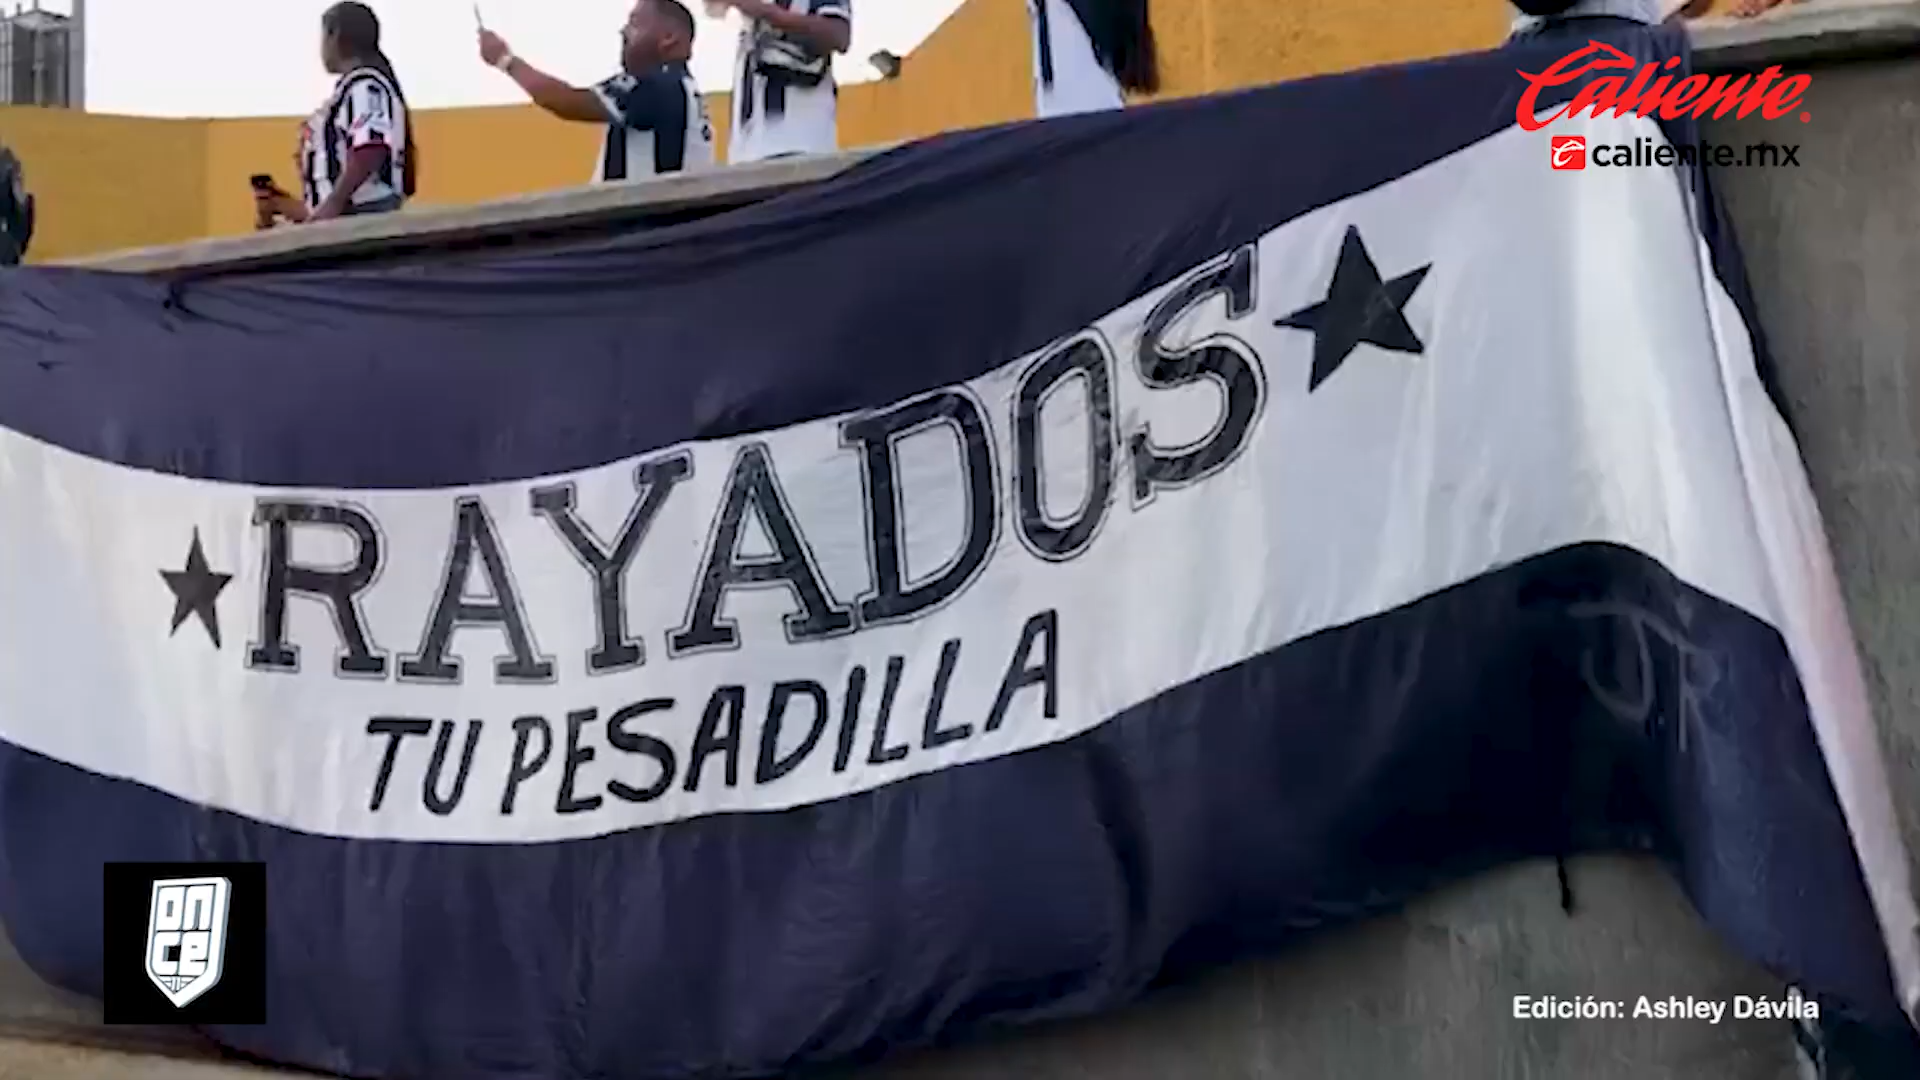 Caliente
caliente.mx
RAYADOS
TU PESADILLA
ONCE
Edición: Ashley Dávila